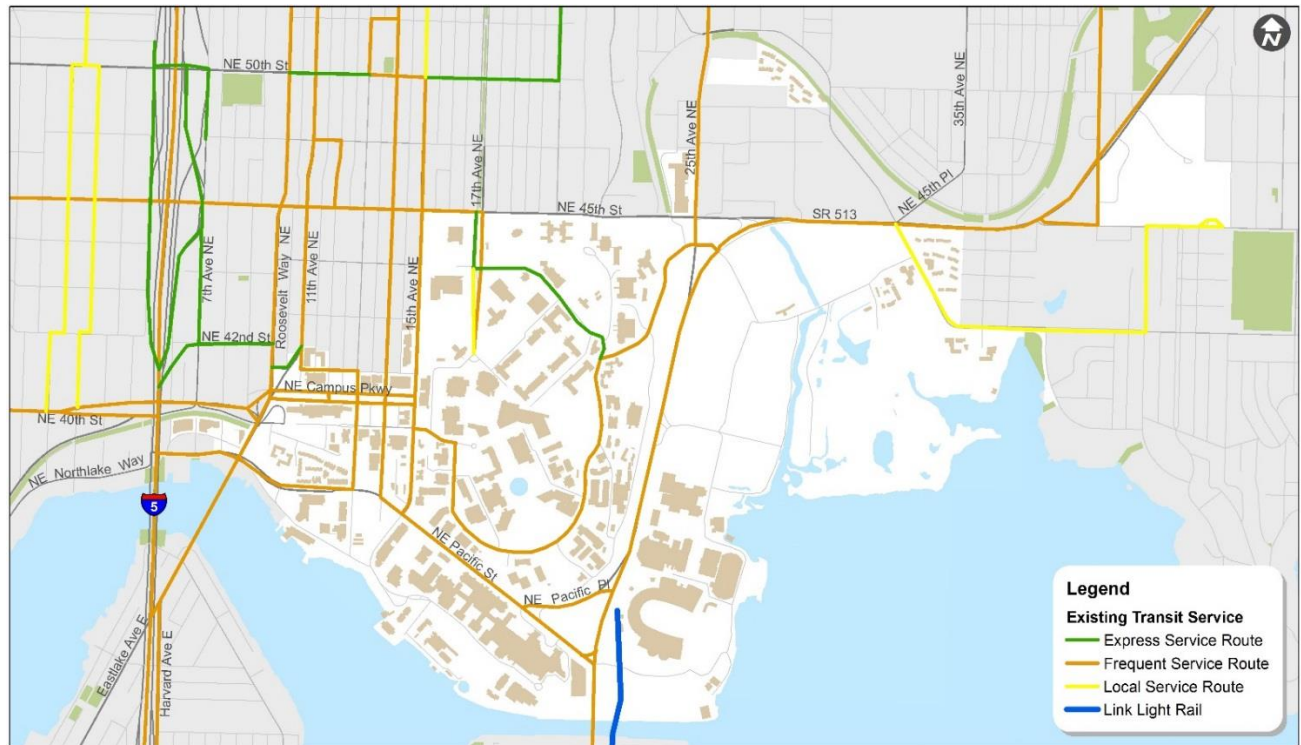 N
NE 50th St
35th Ave NE
25th Ave NE
17th Ave NE
NE 45th Pl
NE 45th St
SR 513
7th Ave NE
Roosevelt Way NE
11th Ave NE
15th Ave NE
NE 42nd St
NE Campus Pkwy
NE 40th St
NE Northlake Way
5
NE Pacific St
NE Pacific Pl
Eastlake Ave E
Harvard Ave E
Legend
Existing Transit Service
Express Service Route
Frequent Service Route
Local Service Route
Link Light Rail